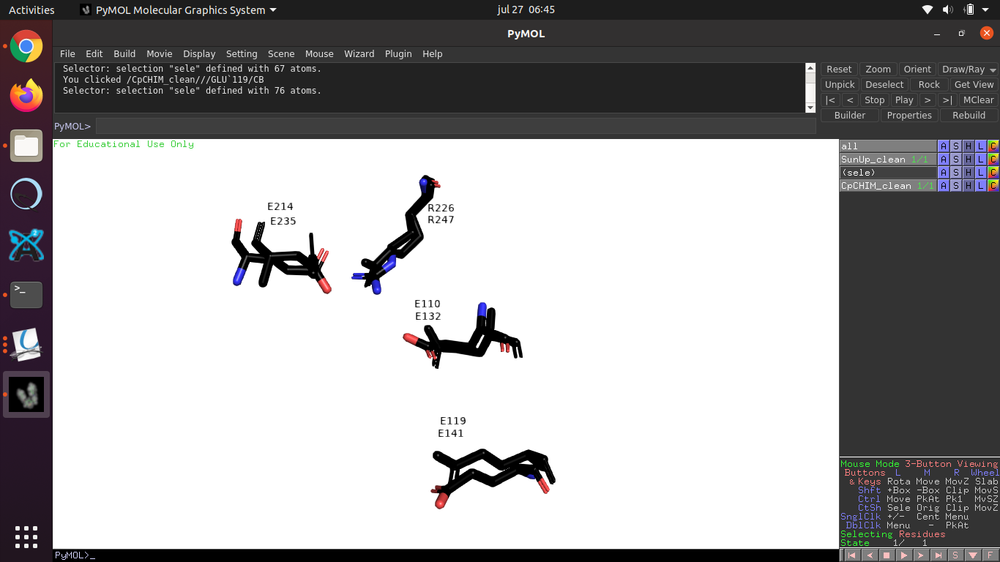 Activities
PyMOL Molecular Graphics System
jul 27 06:45
PyMOL
File Edit Build Movie Display Setting Scene Mouse Wizard Plugin Help
Selector: selection "sele" defined with 67 atoms.
You clicked /CpCHIM_clean///GLU`119/CB
Selector: selection "sele" defined with 76 atoms.
PyMOL>
Reset Zoom Orient Draw/Ray
Unpick Deselect Rock Get View
|< < Stop Play > >| MClear
Builder Properties Rebuild
For Educational Use Only
E214
E235
R226
R247
E110
E132
E119
E141
all A S H L C
SunUp_clean 1/1 A S H L C
(sele) A S H L C
CpCHIM_clean 1/1 A S H L C
Mouse Mode 3-Button Viewing
Buttons L M R Wheel
& Keys Rota Move MovZ Slab
Shft +Box -Box Clip MovS
Ctrl Move PkAt Pk1 MvSZ
CtSh Sele Orig Clip MovZ
SnglClk +/- Cent Menu
DblClk Menu - PkAt
Selecting Residues
State 1/ 1
S F
PyMOL>_